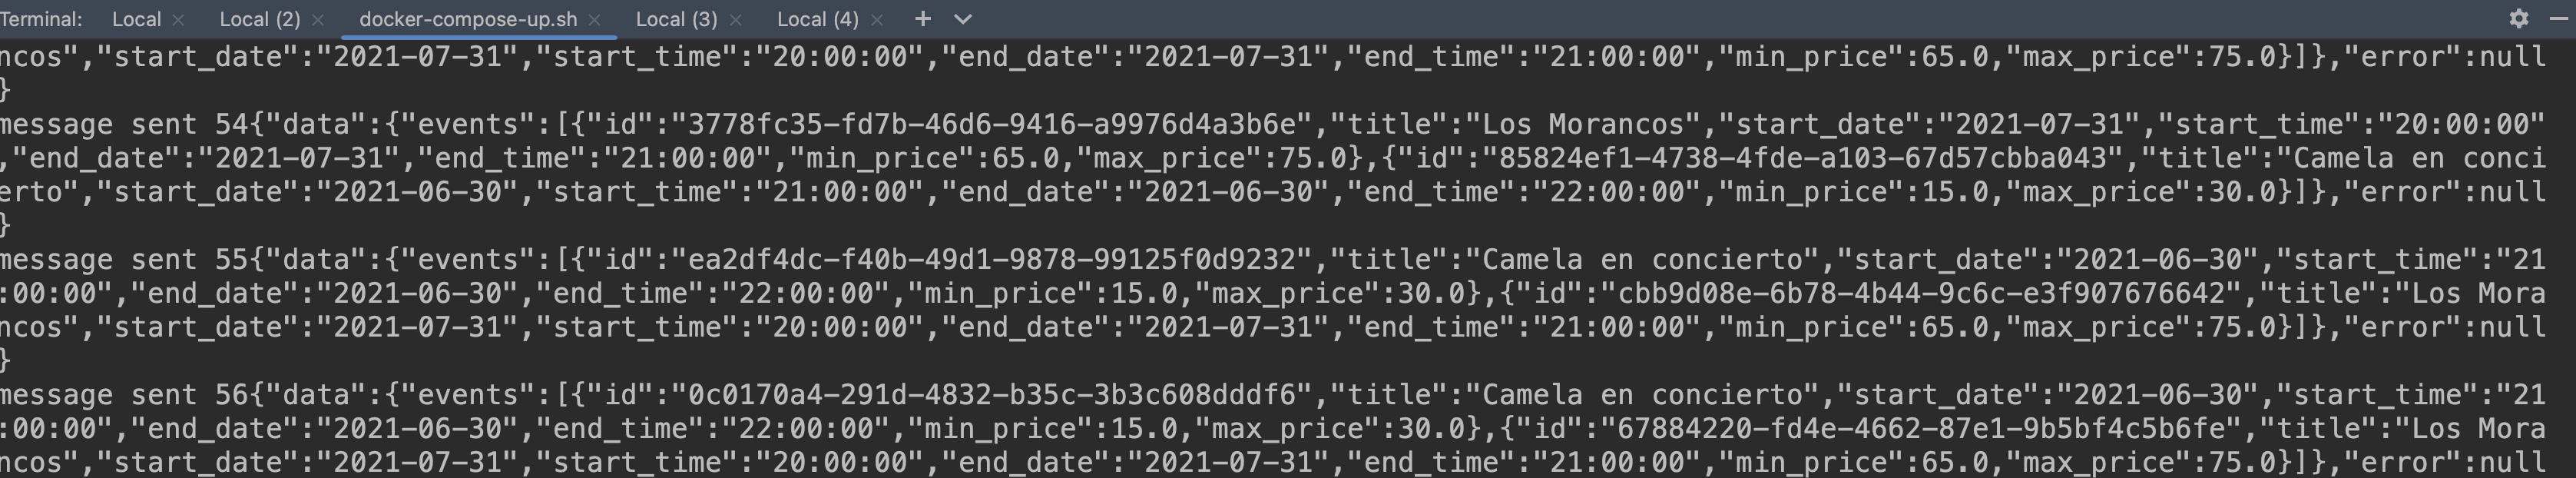 Terminal: Local × Local (2) × docker-compose-up.sh × Local (3) × Local (4) × +
ncos","start_date":"2021-07-31","start_time":"20:00:00","end_date":"2021-07-31","end_time":"21:00:00","min_price":65.0,"max_price":75.0}]},"error":null
}
message sent 54{"data":{"events":[{"id":"3778fc35-fd7b-46d6-9416-a9976d4a3b6e","title":"Los Morancos","start_date":"2021-07-31","start_time":"20:00:00"
,"end_date":"2021-07-31","end_time":"21:00:00","min_price":65.0,"max_price":75.0},{"id":"85824ef1-4738-4fde-a103-67d57cbba043","title":"Camela en conci
erto","start_date":"2021-06-30","start_time":"21:00:00","end_date":"2021-06-30","end_time":"22:00:00","min_price":15.0,"max_price":30.0}]},"error":null
}
message sent 55{"data":{"events":[{"id":"ea2df4dc-f40b-49d1-9878-99125f0d9232","title":"Camela en concierto","start_date":"2021-06-30","start_time":"21
:00:00","end_date":"2021-06-30","end_time":"22:00:00","min_price":15.0,"max_price":30.0},{"id":"cbb9d08e-6b78-4b44-9c6c-e3f907676642","title":"Los Mora
ncos","start_date":"2021-07-31","start_time":"20:00:00","end_date":"2021-07-31","end_time":"21:00:00","min_price":65.0,"max_price":75.0}]},"error":null
}
message sent 56{"data":{"events":[{"id":"0c0170a4-291d-4832-b35c-3b3c608dddf6","title":"Camela en concierto","start_date":"2021-06-30","start_time":"21
:00:00","end_date":"2021-06-30","end_time":"22:00:00","min_price":15.0,"max_price":30.0},{"id":"67884220-fd4e-4662-87e1-9b5bf4c5b6fe","title":"Los Mora
ncos","start_date":"2021-07-31","start_time":"20:00:00","end_date":"2021-07-31","end_time":"21:00:00","min_price":65.0,"max_price":75.0}]},"error":null